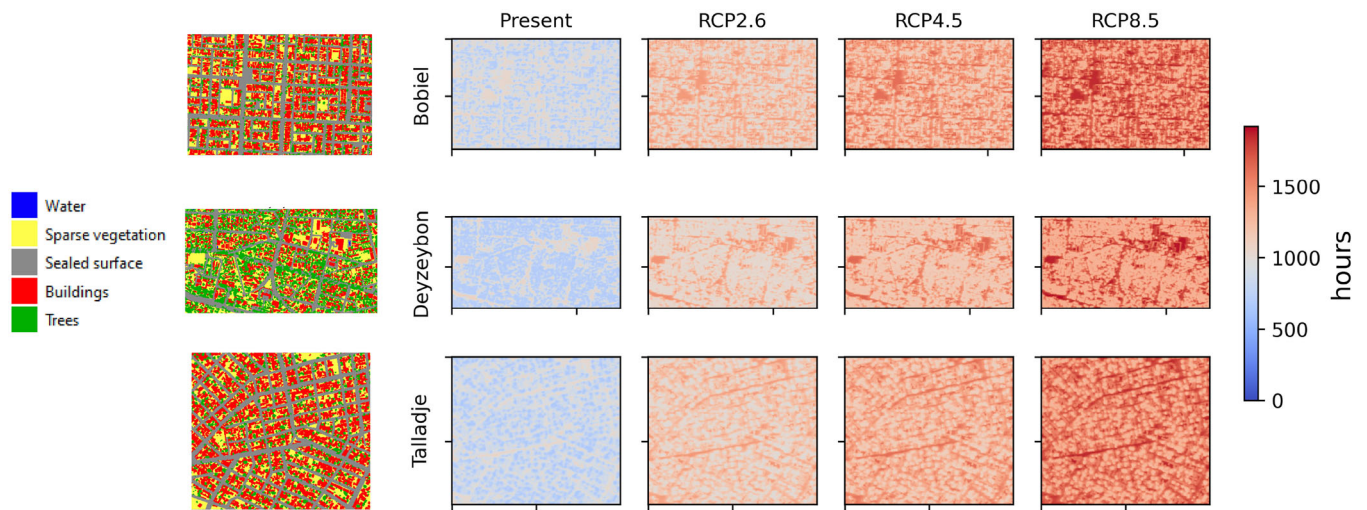 Present
RCP2.6
RCP4.5
RCP8.5
Bobiel
Water
Sparse vegetation
Sealed surface
Buildings
Trees
Deyzeybon
Talladje
1500
1000
500
0
hours